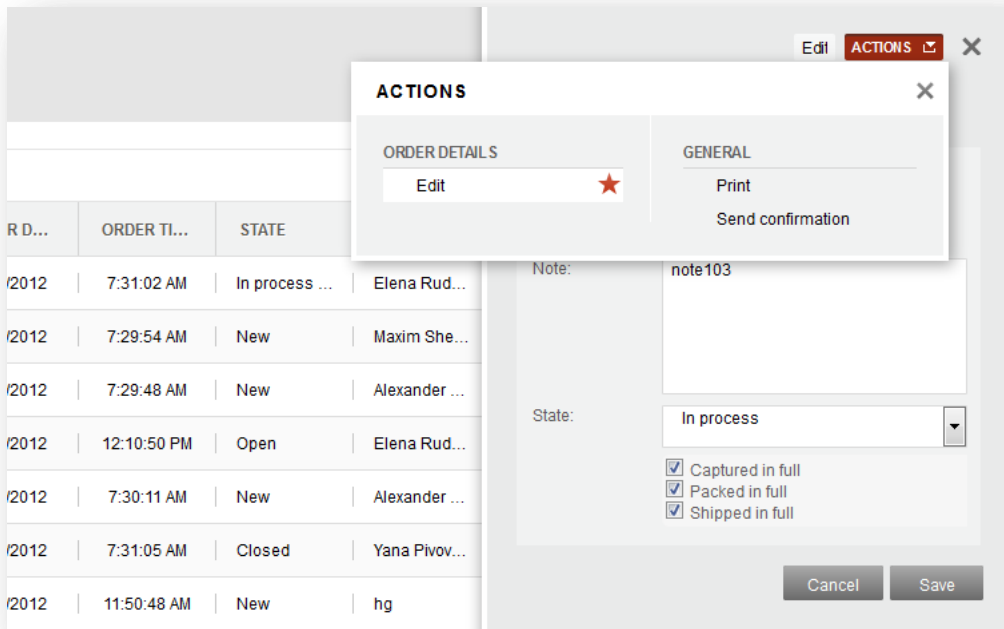 Edit ACTIONS
ACTIONS
ORDER DETAILS GENERAL
Edit Print
Send confirmation
R D... ORDER TI... STATE
/2012 7:31:02 AM In process ... Elena Rud...
/2012 7:29:54 AM New Maxim She...
/2012 7:29:48 AM New Alexander ...
/2012 12:10:50 PM Open Elena Rud...
/2012 7:30:11 AM New Alexander ...
/2012 7:31:05 AM Closed Yana Pivov...
/2012 11:50:48 AM New hg
Note: note103
State: In process
Captured in full
Packed in full
Shipped in full
Cancel Save